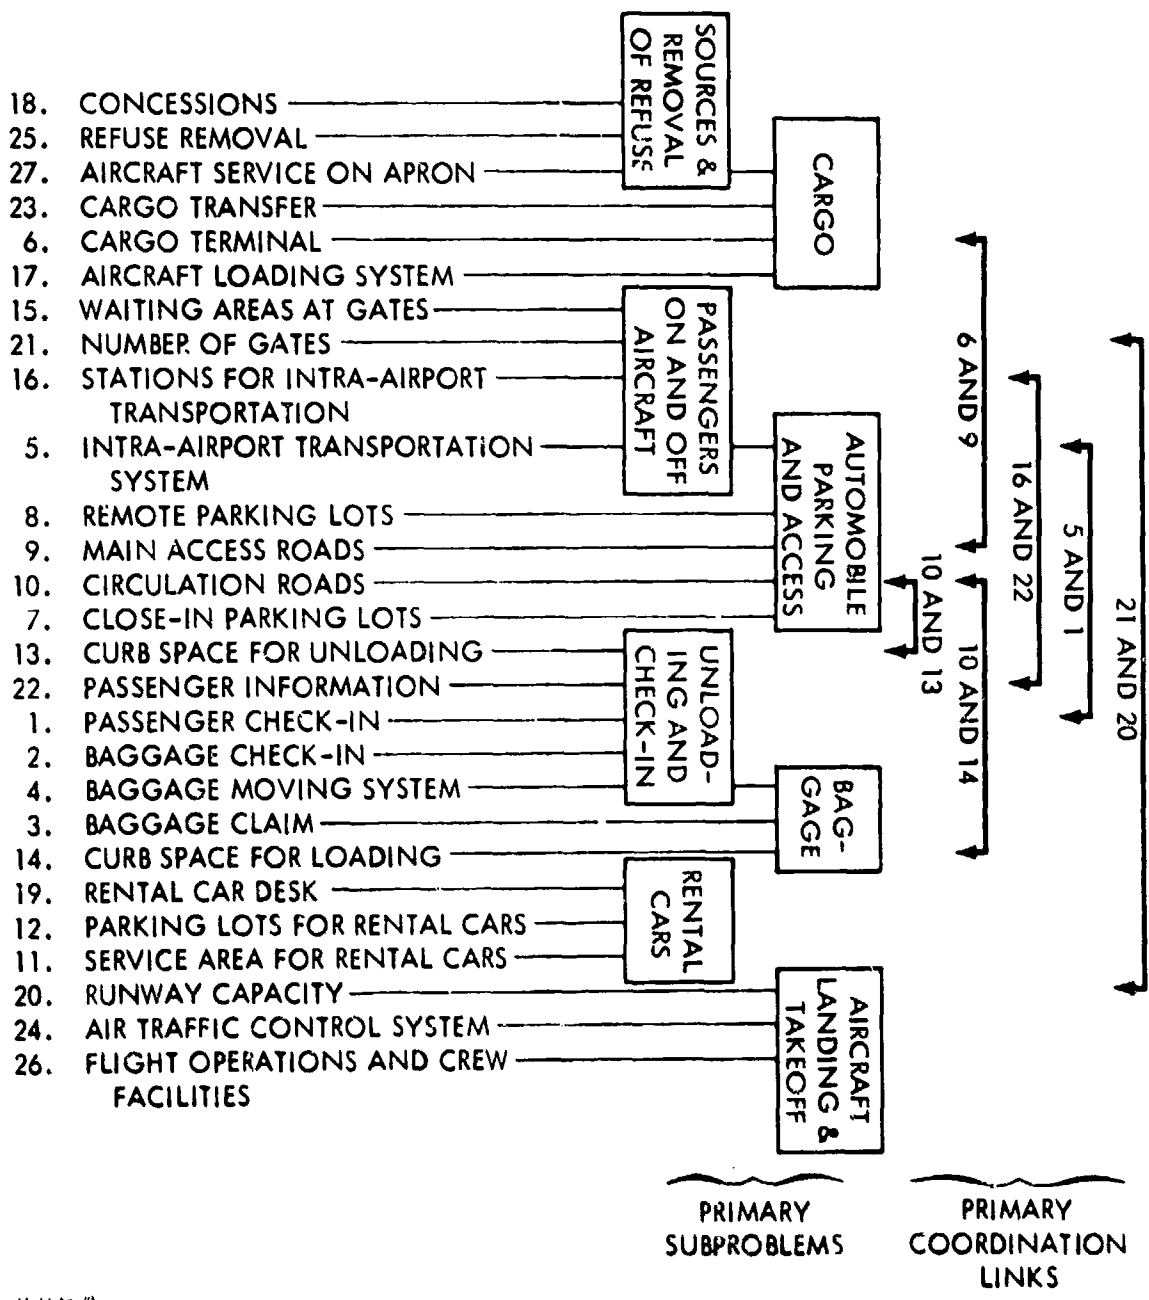 18. CONCESSIONS
25. REFUSE REMOVAL
27. AIRCRAFT SERVICE ON APRON
23. CARGO TRANSFER
6. CARGO TERMINAL
17. AIRCRAFT LOADING SYSTEM
15. WAITING AREAS AT GATES
21. NUMBER OF GATES
16. STATIONS FOR INTRA-AIRPORT
TRANSPORTATION
5. INTRA-AIRPORT TRANSPORTATION
SYSTEM
8. REMOTE PARKING LOTS
9. MAIN ACCESS ROADS
10. CIRCULATION ROADS
7. CLOSE-IN PARKING LOTS
13. CURB SPACE FOR UNLOADING
22. PASSENGER INFORMATION
1. PASSENGER CHECK-IN
2. BAGGAGE CHECK-IN
4. BAGGAGE MOVING SYSTEM
3. BAGGAGE CLAIM
14. CURB SPACE FOR LOADING
19. RENTAL CAR DESK
12. PARKING LOTS FOR RENTAL CARS
11. SERVICE AREA FOR RENTAL CARS
20. RUNWAY CAPACITY
24. AIR TRAFFIC CONTROL SYSTEM
26. FLIGHT OPERATIONS AND CREW
FACILITIES
SOURCES &
REMOVAL
OF REFUSE
CARGO
PASSENGERS
ON AND OFF
AIRCRAFT
AUTOMOBILE
PARKING
AND ACCESS
UNLOAD-
ING AND
CHECK-IN
BAG-
GAGE
RENTAL
CARS
AIRCRAFT
LANDING &
TAKEOFF
10 AND 13
6 AND 9
10 AND 14
16 AND 22
5 AND 1
21 AND 20
PRIMARY
SUBPROBLEMS
PRIMARY
COORDINATION
LINKS